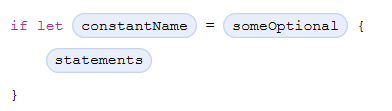 if let constantName = someOptional {
statements
}